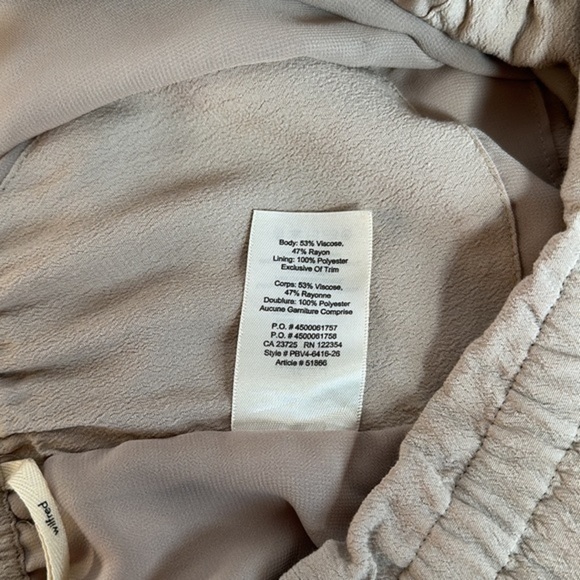 Body: 53% Viscose,
47% Rayon
Lining: 100% Polyester
Exclusive Of Trim
Corps: 53% Viscose,
47% Rayonne
Doublure: 100% Polyester
Aucune Garniture Comprise
P.O. # 4500061757
P.O. # 4500061758
CA 23725 RN 122354
Style # PBV4-6416-26
Article # 51866
wilfred